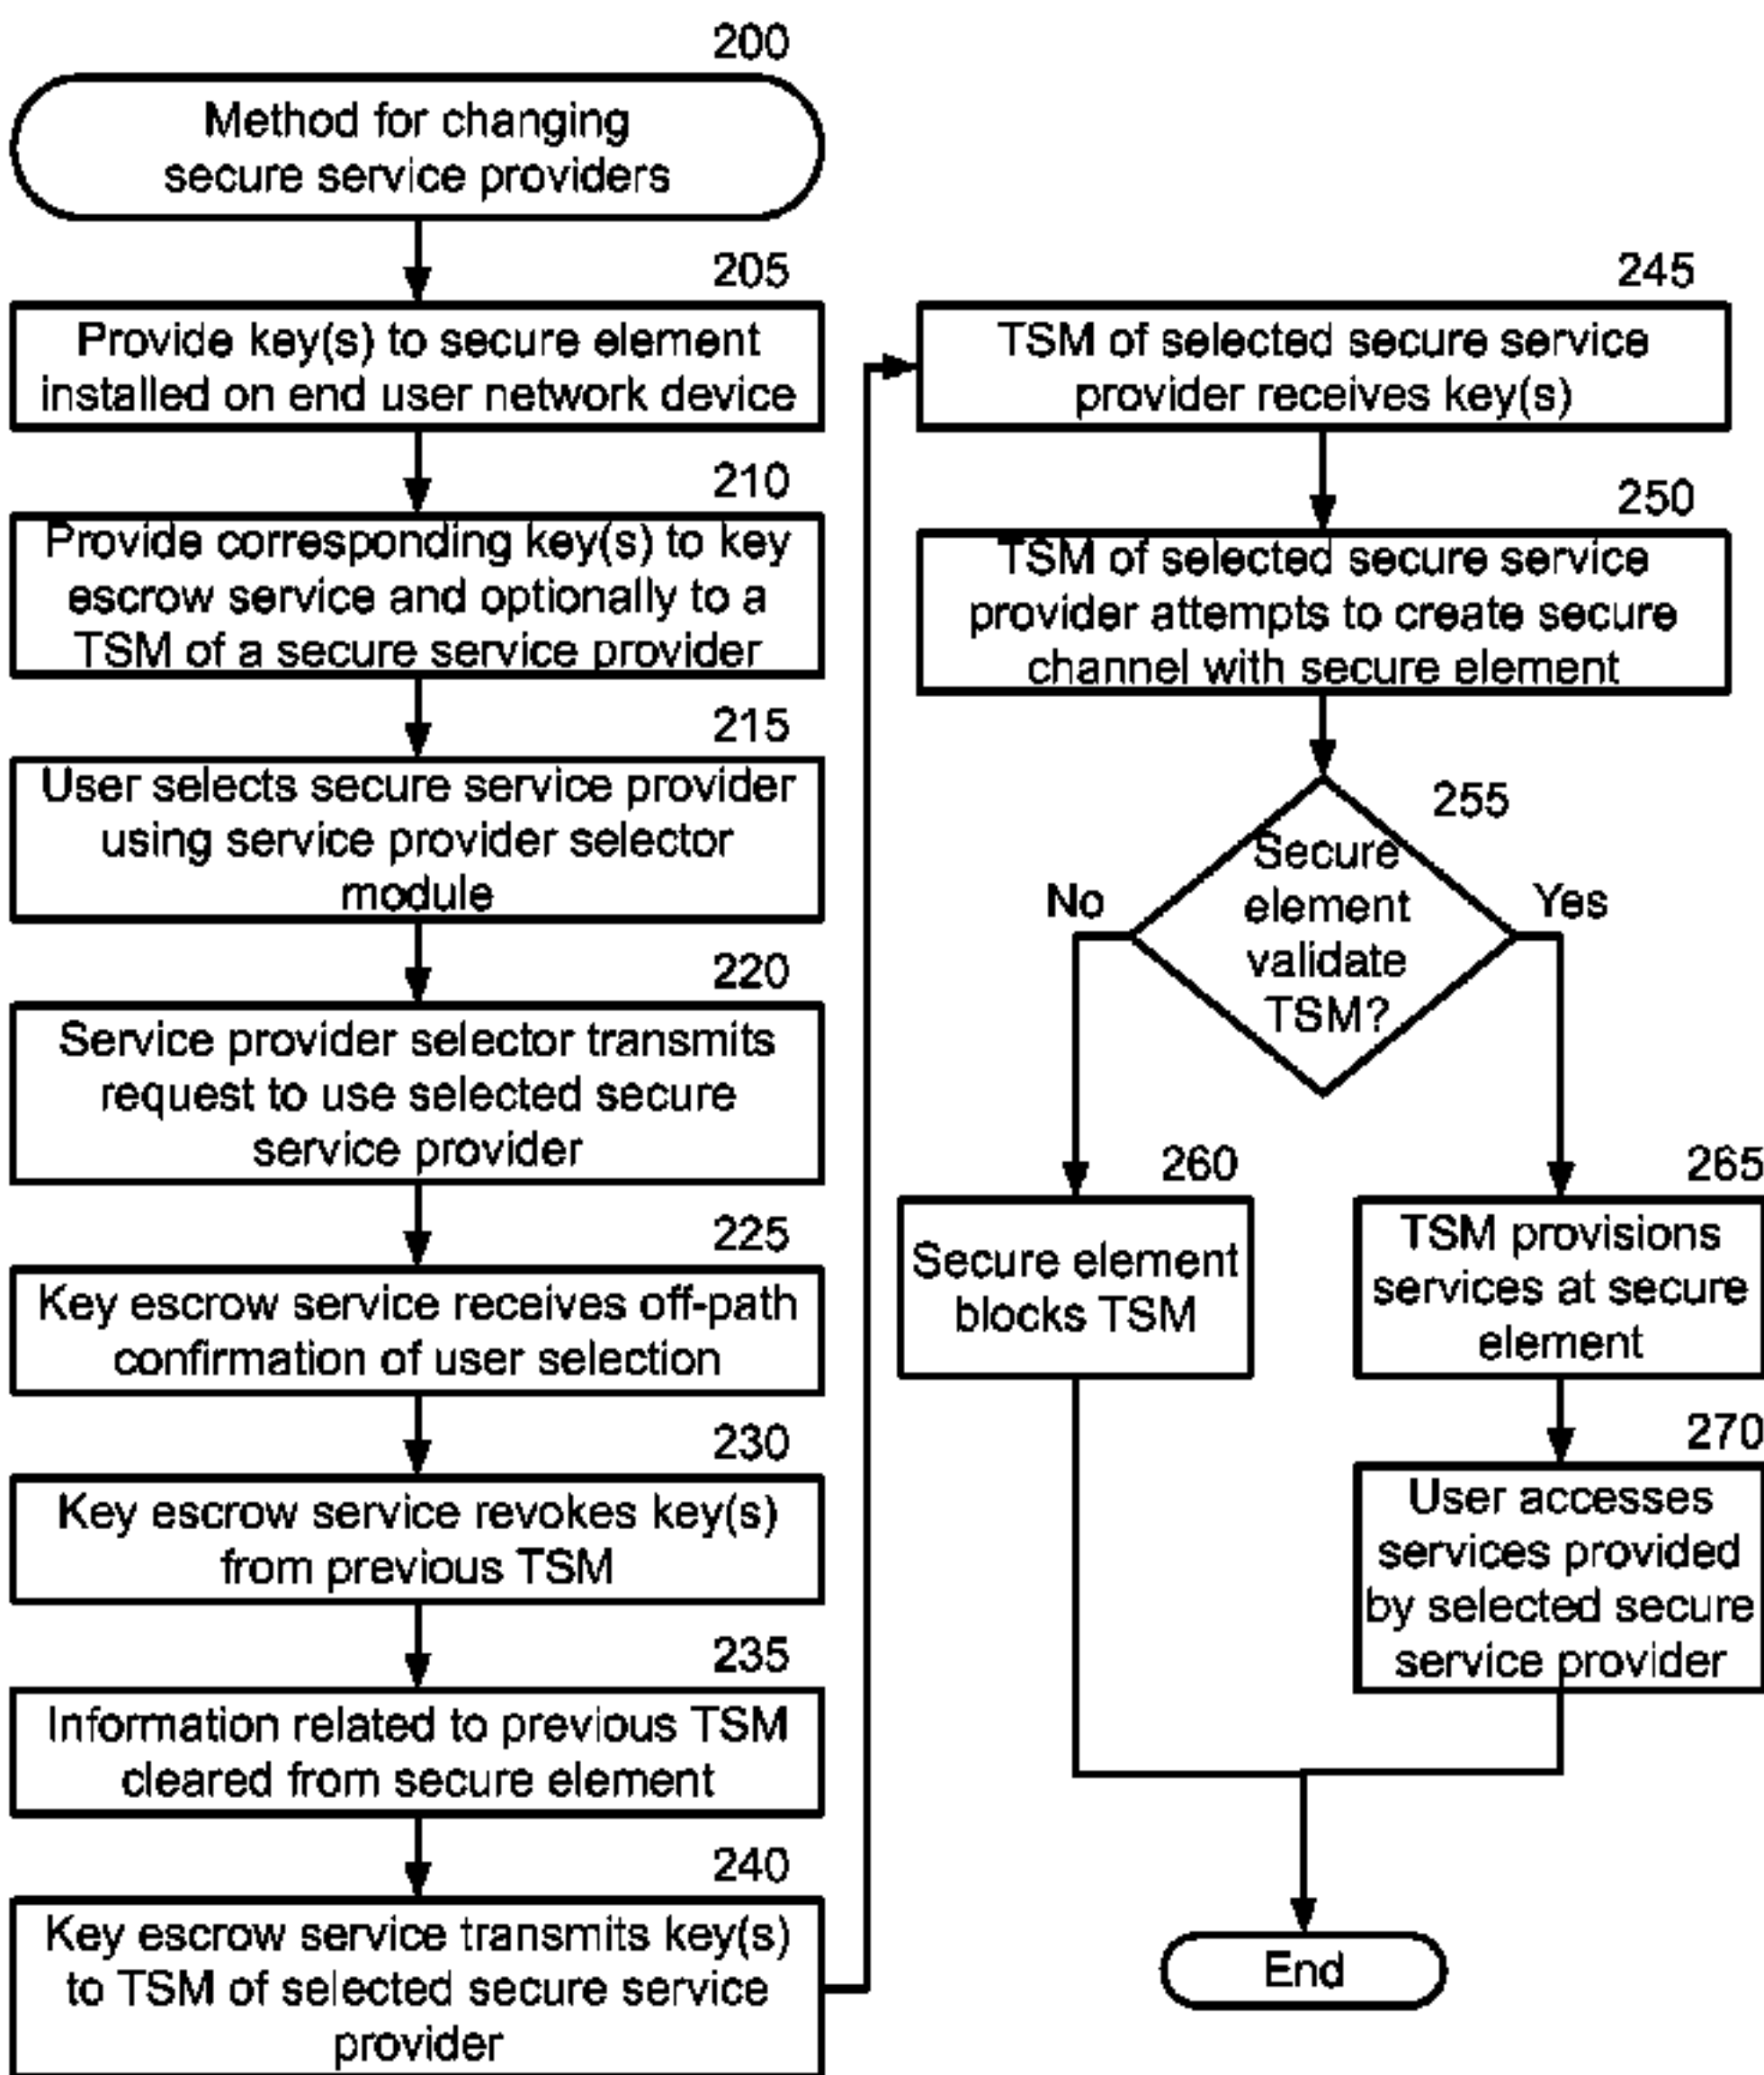 200
Method for changing
secure service providers
205
Provide key(s) to secure element
installed on end user network device
210
Provide corresponding key(s) to key
escrow service and optionally to a
TSM of a secure service provider
215
User selects secure service provider
using service provider selector
module
220
Service provider selector transmits
request to use selected secure
service provider
225
Key escrow service receives off-path
confirmation of user selection
230
Key escrow service revokes key(s)
from previous TSM
235
Information related to previous TSM
cleared from secure element
240
Key escrow service transmits key(s)
to TSM of selected secure service
provider
245
TSM of selected secure service
provider receives key(s)
250
TSM of selected secure service
provider attempts to create secure
channel with secure element
255
Secure
element
validate
TSM?
No
Yes
260
Secure element
blocks TSM
265
TSM provisions
services at secure
element
270
User accesses
services provided
by selected secure
service provider
End